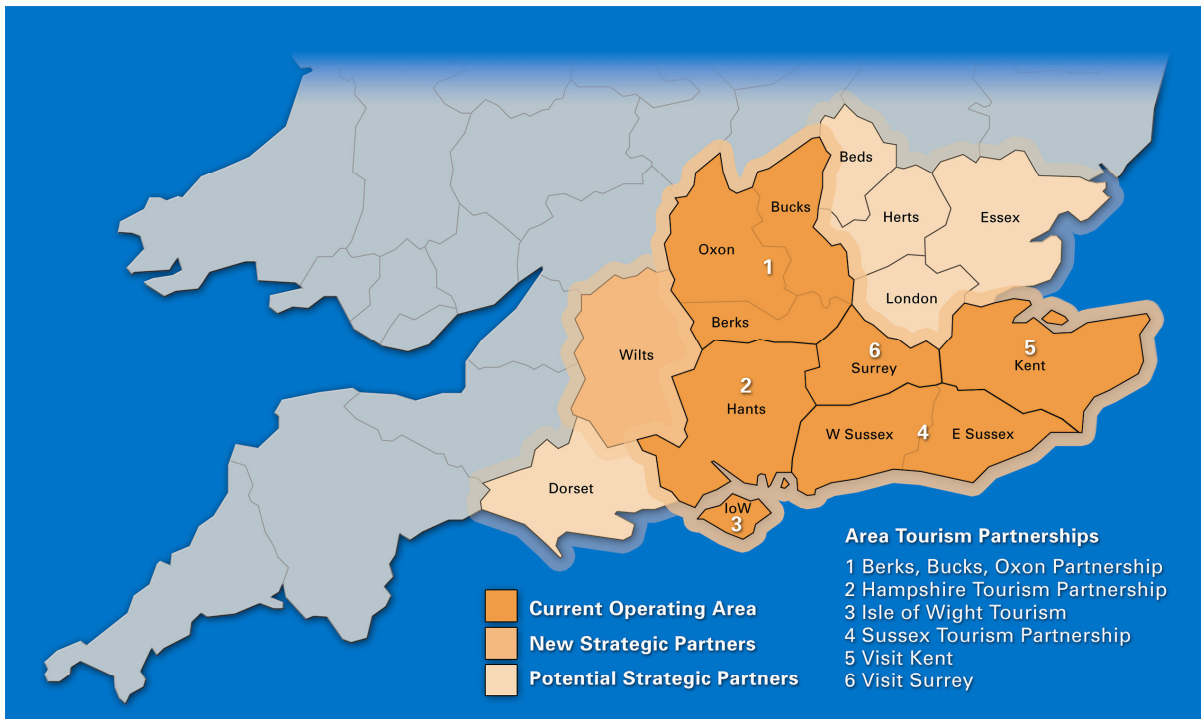 Beds
Bucks
Herts
Essex
Oxon
1
London
Berks
Wilts
6
Surrey
5
Kent
2
Hants
W Sussex
4
E Sussex
Dorset
IoW
3
Area Tourism Partnerships
1 Berks, Bucks, Oxon Partnership
2 Hampshire Tourism Partnership
3 Isle of Wight Tourism
4 Sussex Tourism Partnership
5 Visit Kent
6 Visit Surrey
Current Operating Area
New Strategic Partners
Potential Strategic Partners